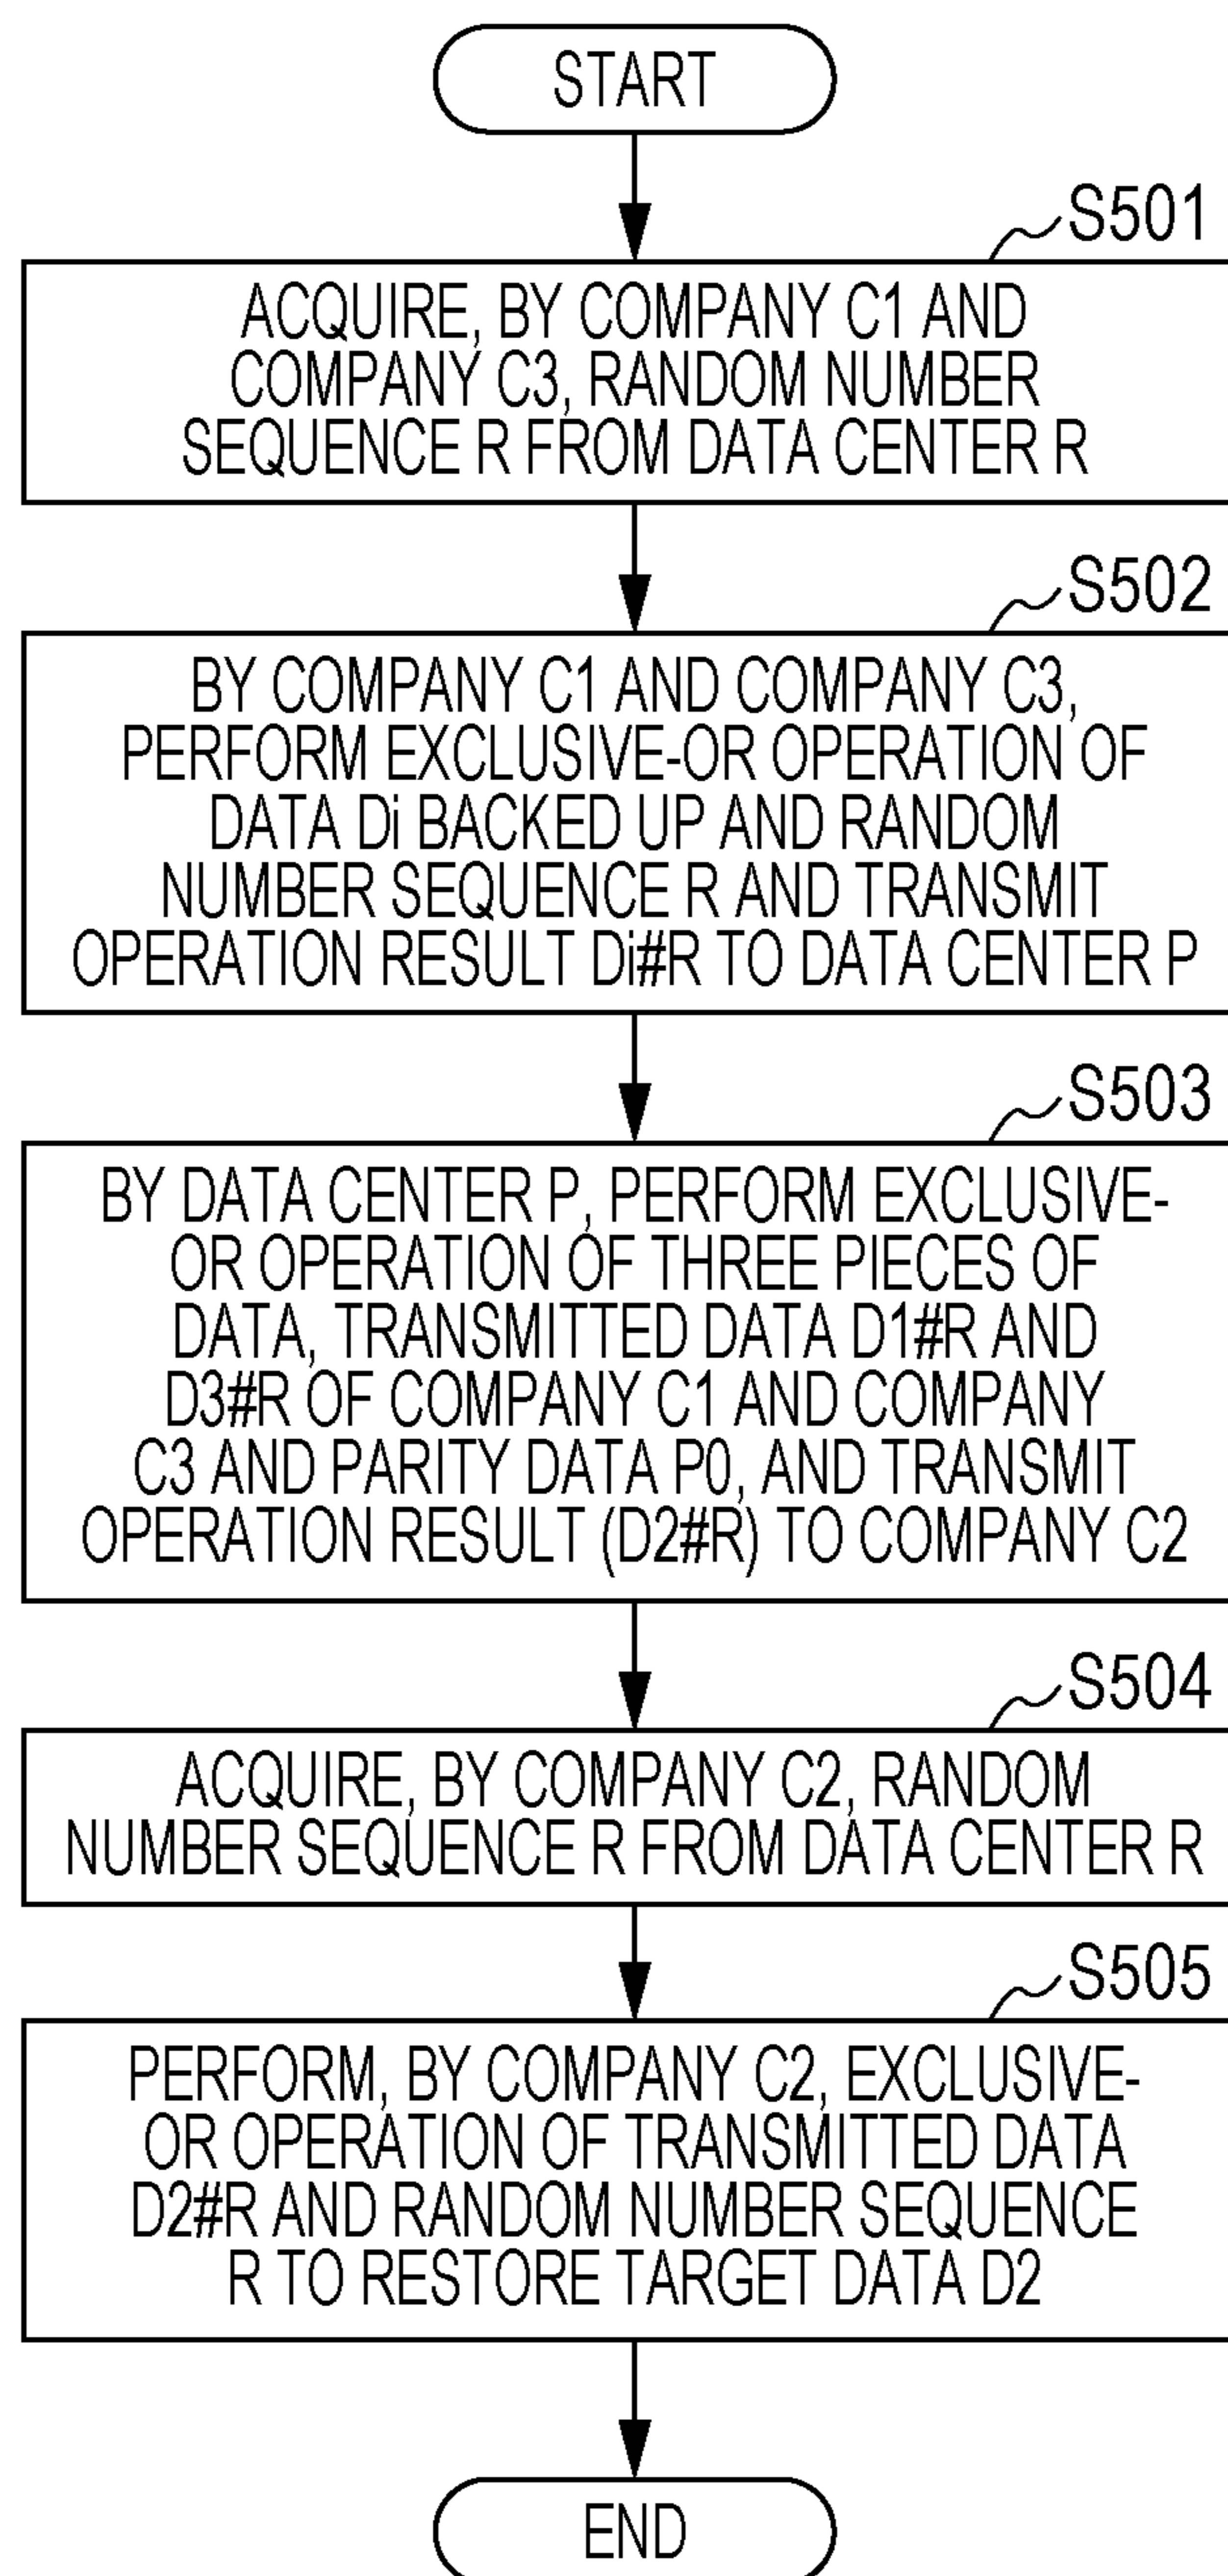 START
S501
ACQUIRE, BY COMPANY C1 AND
COMPANY C3, RANDOM NUMBER
SEQUENCE R FROM DATA CENTER R
S502
BY COMPANY C1 AND COMPANY C3,
PERFORM EXCLUSIVE-OR OPERATION OF
DATA Di BACKED UP AND RANDOM
NUMBER SEQUENCE R AND TRANSMIT
OPERATION RESULT Di#R TO DATA CENTER P
S503
BY DATA CENTER P, PERFORM EXCLUSIVE-
OR OPERATION OF THREE PIECES OF
DATA, TRANSMITTED DATA D1#R AND
D3#R OF COMPANY C1 AND COMPANY
C3 AND PARITY DATA P0, AND TRANSMIT
OPERATION RESULT (D2#R) TO COMPANY C2
S504
ACQUIRE, BY COMPANY C2, RANDOM
NUMBER SEQUENCE R FROM DATA CENTER R
S505
PERFORM, BY COMPANY C2, EXCLUSIVE-
OR OPERATION OF TRANSMITTED DATA
D2#R AND RANDOM NUMBER SEQUENCE
R TO RESTORE TARGET DATA D2
END